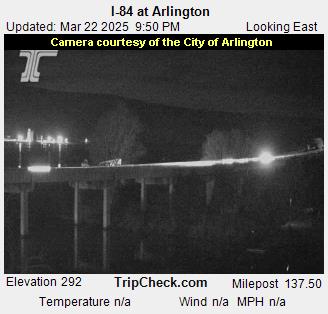 I-84 at Arlington
Updated: Mar 22 2025 9:50 PM Looking East
Camera courtesy of the City of Arlington
Elevation 292 TripCheck.com Milepost 137.50
Temperature n/a Wind n/a MPH n/a